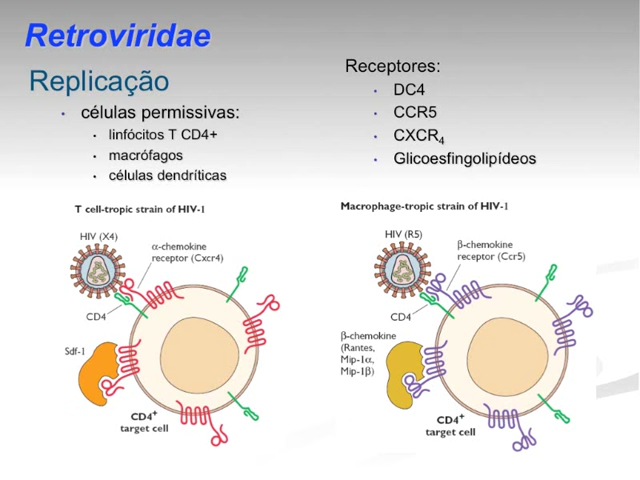 Retroviridae
Replicação
• células permissivas:
• linfócitos T CD4+
• macrófagos
• células dendríticas
Receptores:
• DC4
• CCR5
• CXCR4
• Glicoesfingolipídeos
T cell-tropic strain of HIV-1
HIV (X4)
α-chemokine
receptor (Cxcr4)
CD4
Sdf-1
CD4+
target cell
Macrophage-tropic strain of HIV-1
HIV (R5)
β-chemokine
receptor (Ccr5)
CD4
β-chemokine
(Rantes,
Mip-1α,
Mip-1β)
CD4+
target cell